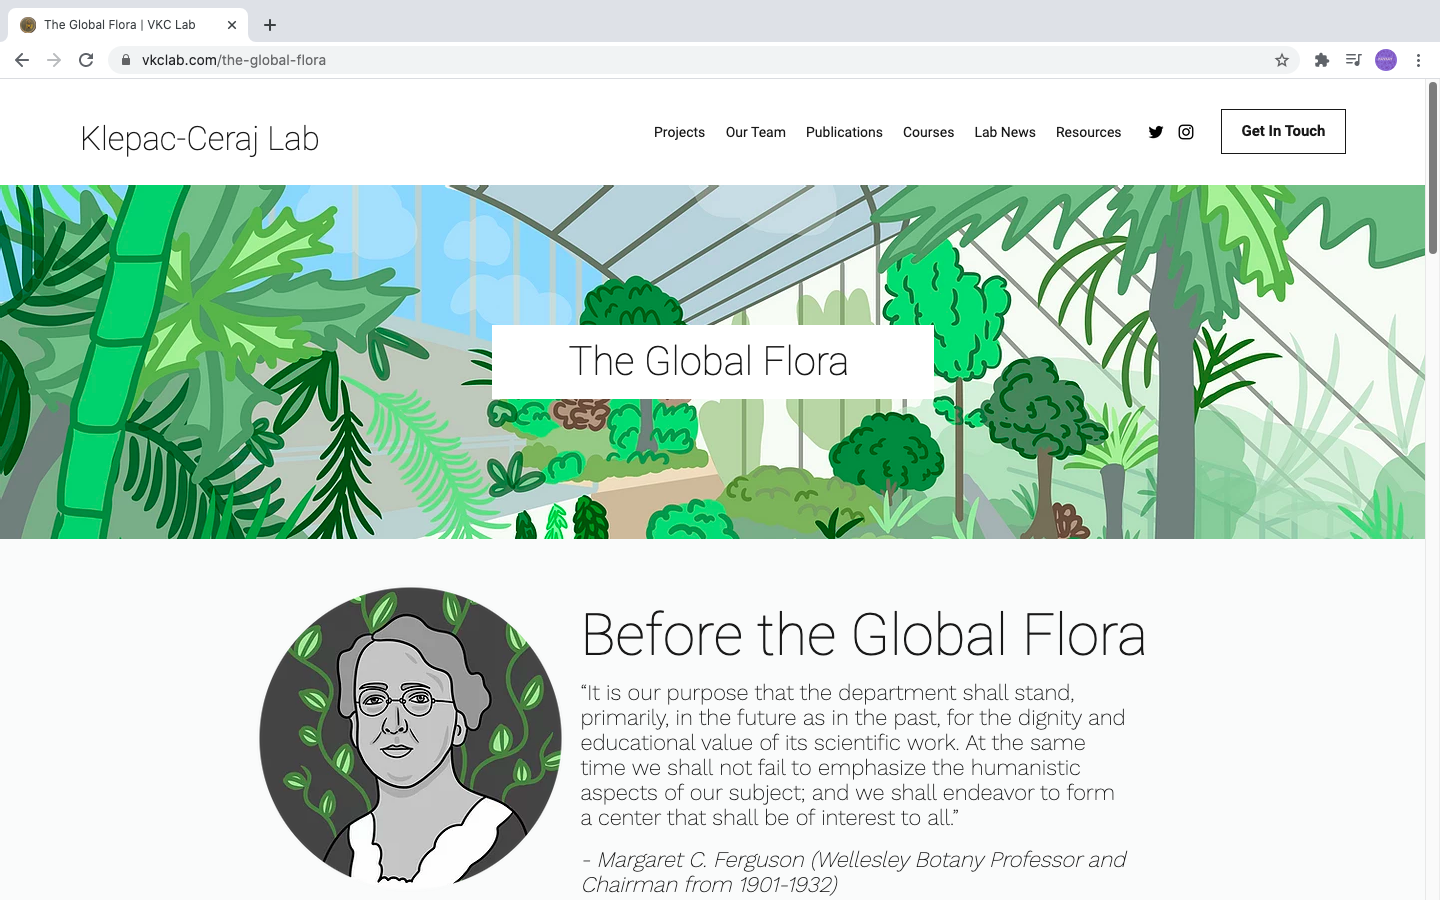 The Global Flora | VKC Lab
vkclab.com/the-global-flora
Klepac-Ceraj Lab
Projects Our Team Publications Courses Lab News Resources Get In Touch
The Global Flora
Before the Global Flora
“It is our purpose that the department shall stand,
primarily, in the future as in the past, for the dignity and
educational value of its scientific work. At the same
time we shall not fail to emphasize the humanistic
aspects of our subject; and we shall endeavor to form
a center that shall be of interest to all.”
- Margaret C. Ferguson (Wellesley Botany Professor and
Chairman from 1901-1932)